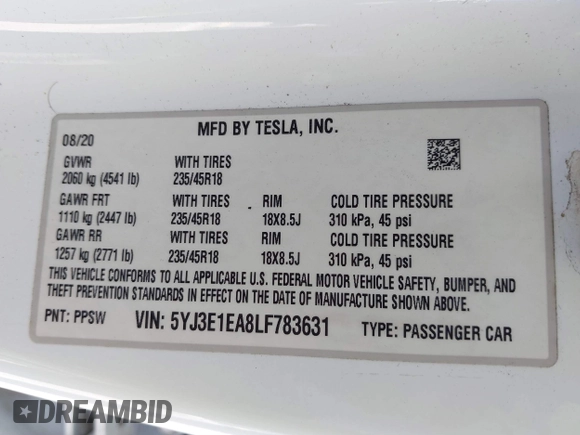 MFD BY TESLA, INC.
08/20
GVWR WITH TIRES
2060 kg (4541 lb) 235/45R18
GAWR FRT WITH TIRES RIM COLD TIRE PRESSURE
1110 kg (2447 lb) 235/45R18 18X8.5J 310 kPa, 45 psi
GAWR RR WITH TIRES RIM COLD TIRE PRESSURE
1257 kg (2771 lb) 235/45R18 18X8.5J 310 kPa, 45 psi
THIS VEHICLE CONFORMS TO ALL APPLICABLE U.S. FEDERAL MOTOR VEHICLE SAFETY, BUMPER, AND
THEFT PREVENTION STANDARDS IN EFFECT ON THE DATE OF MANUFACTURE SHOWN ABOVE.
PNT: PPSW VIN: 5YJ3E1EA8LF783631 TYPE: PASSENGER CAR
DREAMBID